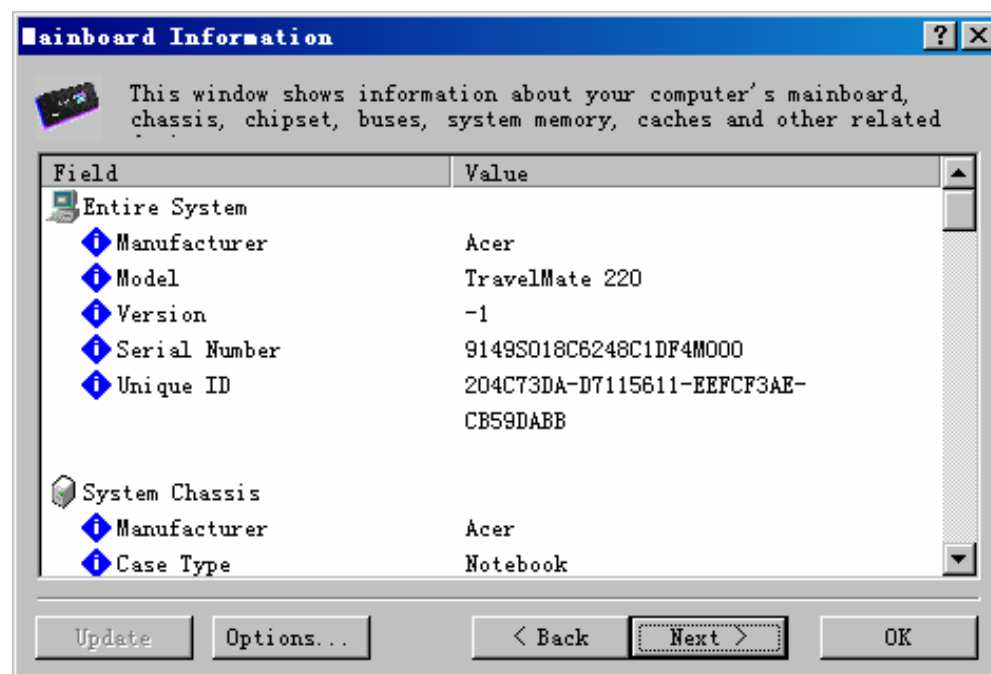 Mainboard Information
This window shows information about your computer's mainboard,
chassis, chipset, buses, system memory, caches and other related
Field Value
Entire System
Manufacturer Acer
Model TravelMate 220
Version -1
Serial Number 9149S018C6248C1DF4M000
Unique ID 204C73DA-D7115611-EEFCF3AE-
CB59DABB
System Chassis
Manufacturer Acer
Case Type Notebook
Update Options... < Back Next > OK